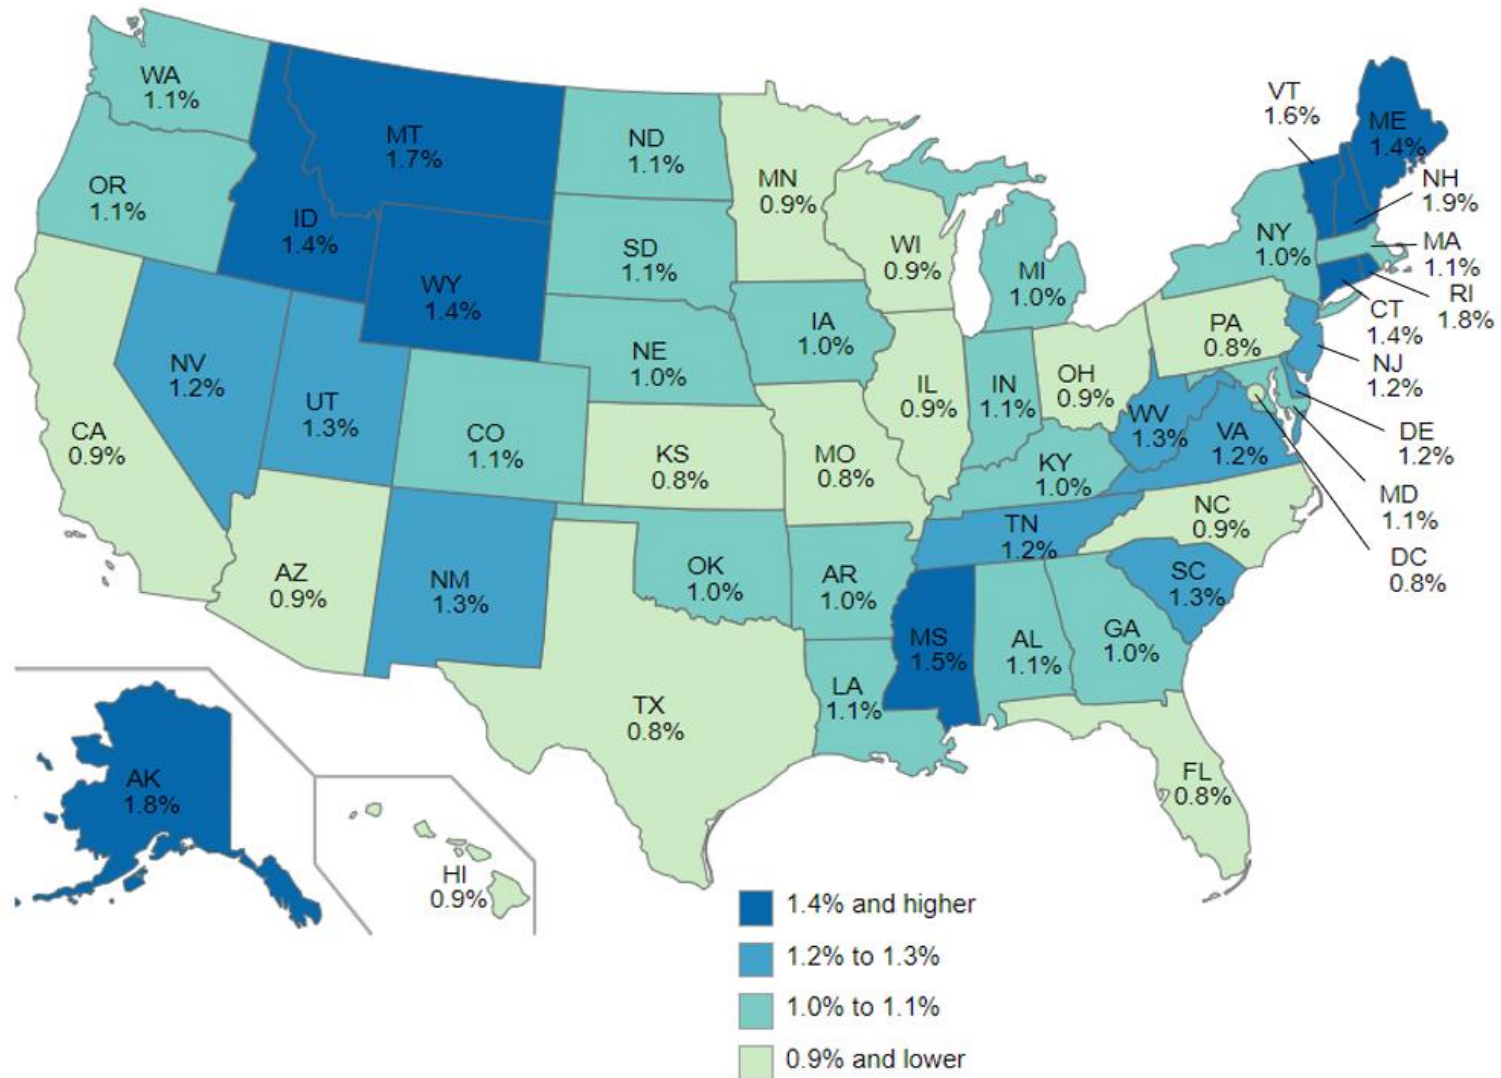 WA
1.1%
OR
1.1%
CA
0.9%
ID
1.4%
MT
1.7%
WY
1.4%
NV
1.2%
UT
1.3%
CO
1.1%
AZ
0.9%
NM
1.3%
ND
1.1%
SD
1.1%
NE
1.0%
KS
0.8%
OK
1.0%
TX
0.8%
MN
0.9%
IA
1.0%
MO
0.8%
AR
1.0%
LA
1.1%
WI
0.9%
IL
0.9%
MI
1.0%
IN
1.1%
OH
0.9%
KY
1.0%
TN
1.2%
MS
1.5%
AL
1.1%
GA
1.0%
FL
0.8%
SC
1.3%
NC
0.9%
WV
1.3%
VA
1.2%
PA
0.8%
NY
1.0%
VT
1.6%
ME
1.4%
NH
1.9%
MA
1.1%
RI
1.8%
CT
1.4%
NJ
1.2%
DE
1.2%
MD
1.1%
DC
0.8%
AK
1.8%
HI
0.9%
1.4% and higher
1.2% to 1.3%
1.0% to 1.1%
0.9% and lower